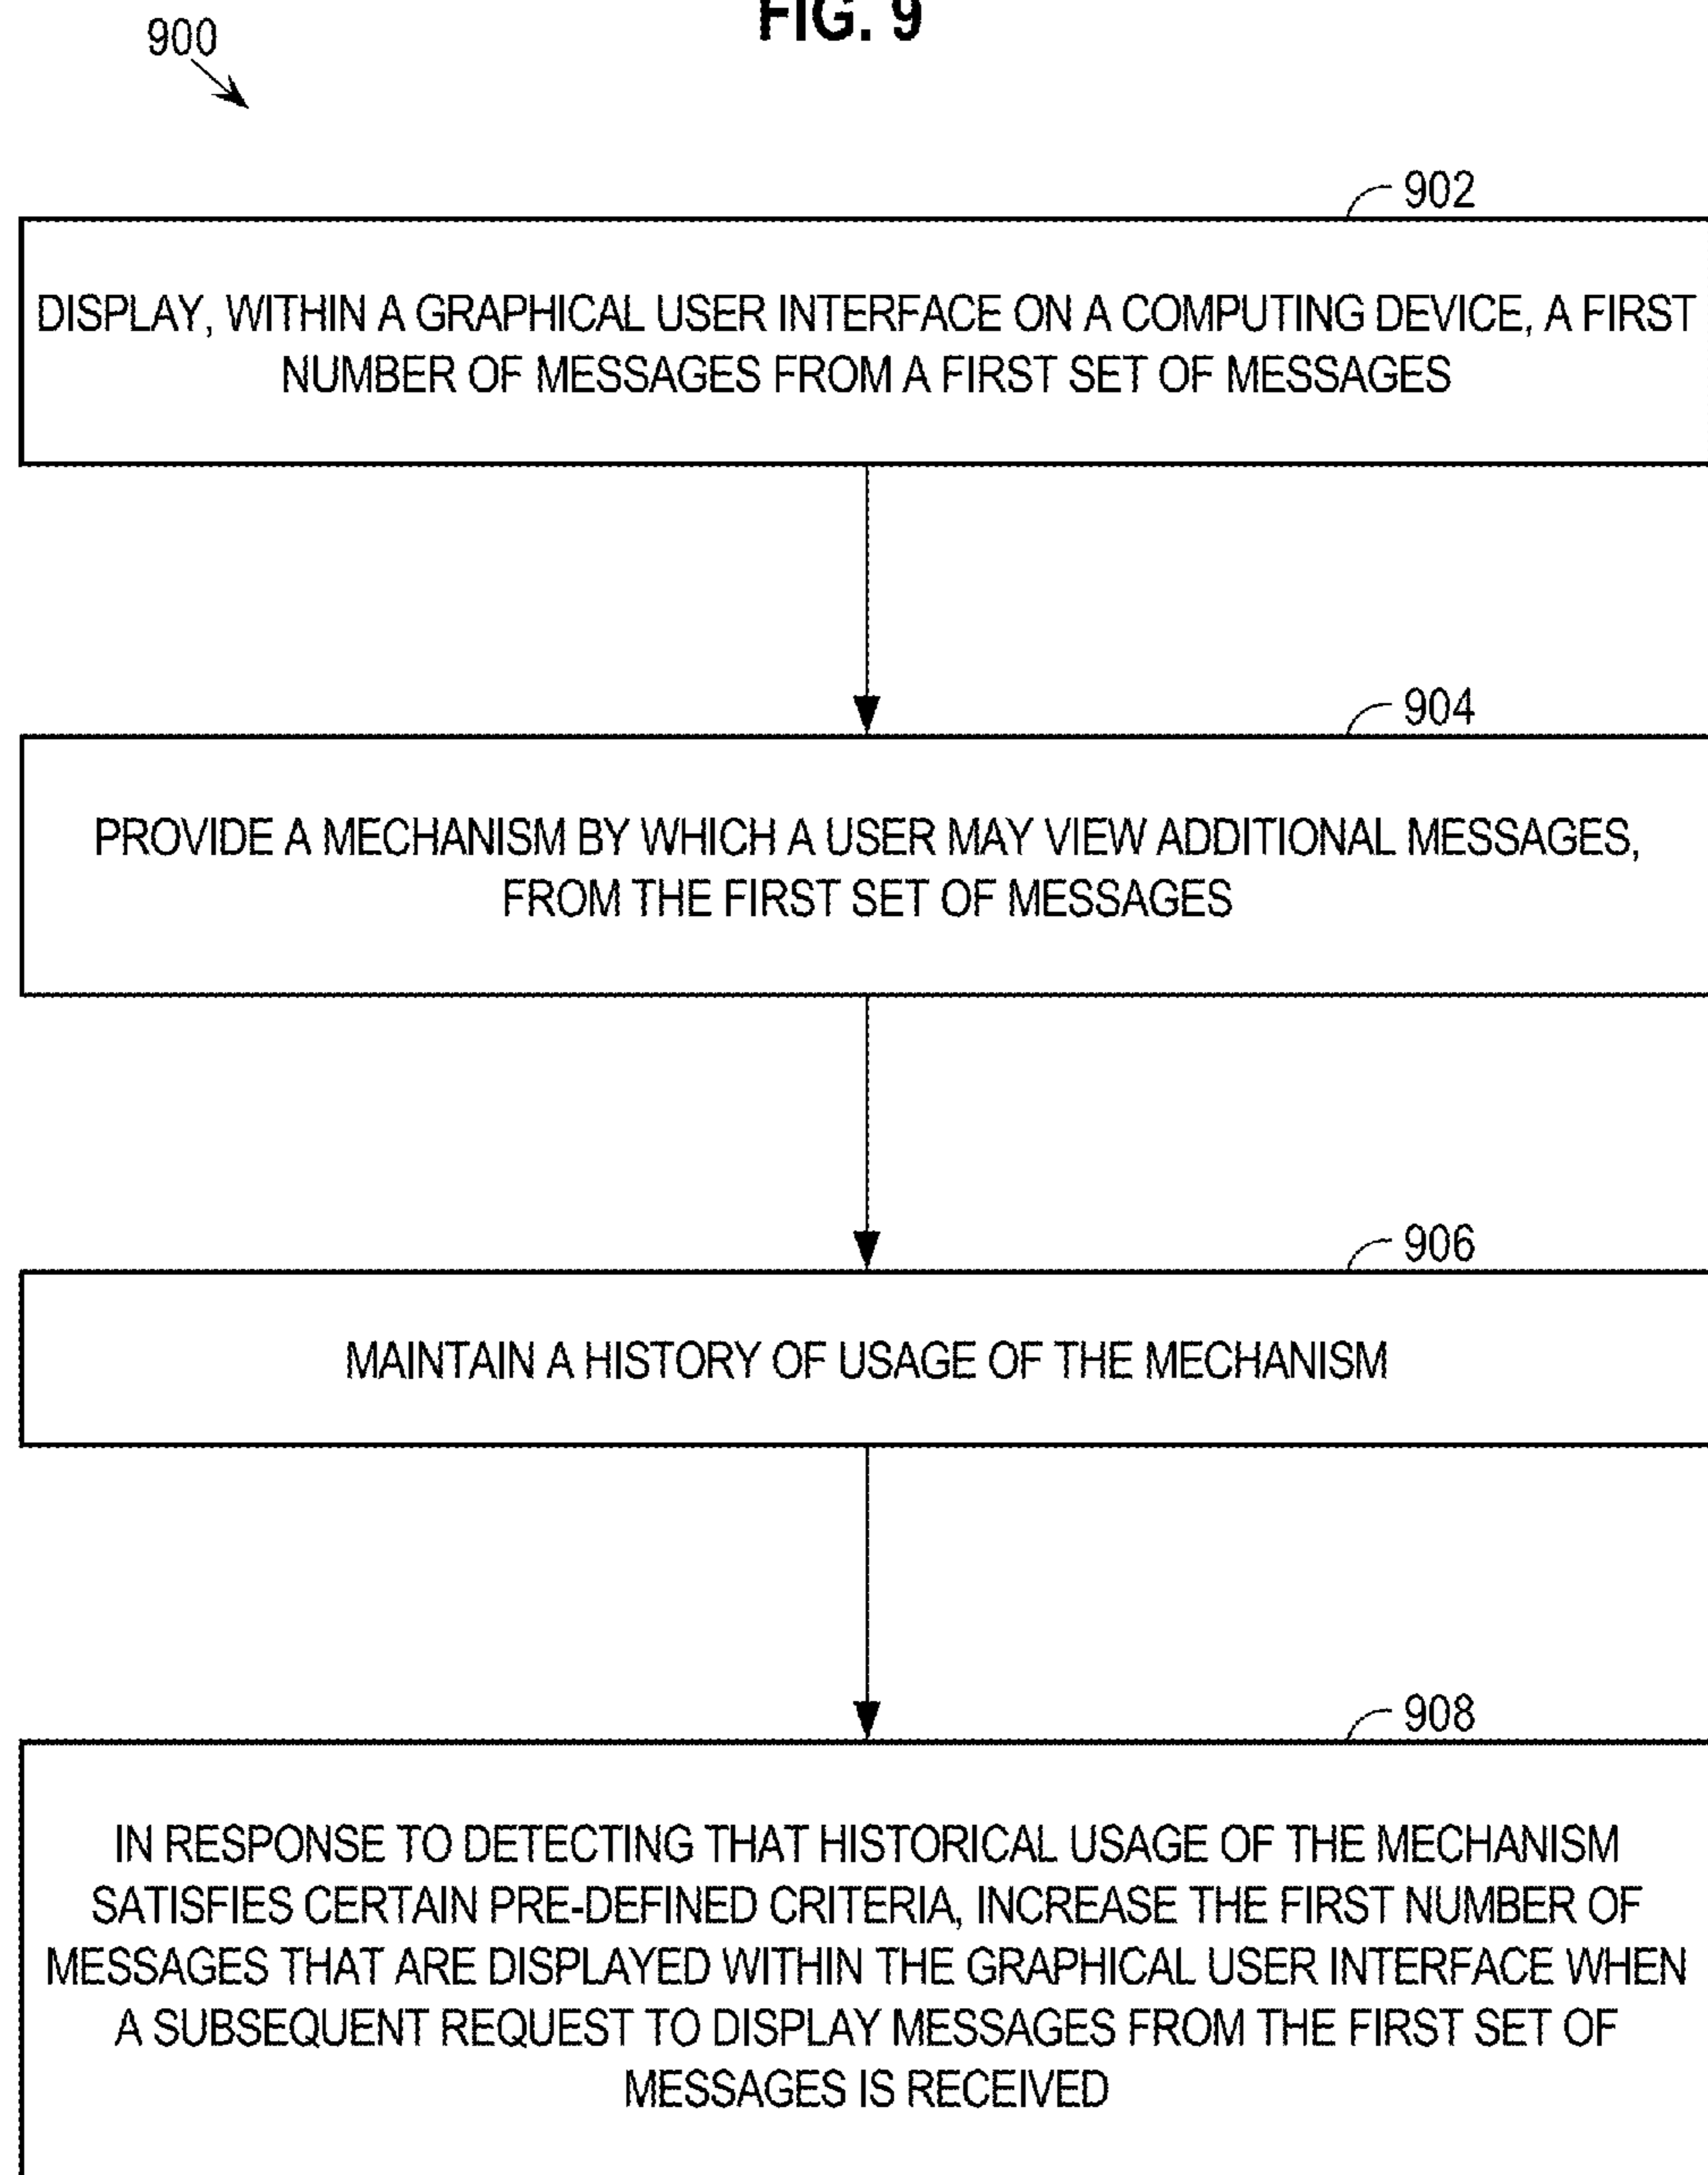 FIG. 9
900
902
DISPLAY, WITHIN A GRAPHICAL USER INTERFACE ON A COMPUTING DEVICE, A FIRST
NUMBER OF MESSAGES FROM A FIRST SET OF MESSAGES
904
PROVIDE A MECHANISM BY WHICH A USER MAY VIEW ADDITIONAL MESSAGES,
FROM THE FIRST SET OF MESSAGES
906
MAINTAIN A HISTORY OF USAGE OF THE MECHANISM
908
IN RESPONSE TO DETECTING THAT HISTORICAL USAGE OF THE MECHANISM
SATISFIES CERTAIN PRE-DEFINED CRITERIA, INCREASE THE FIRST NUMBER OF
MESSAGES THAT ARE DISPLAYED WITHIN THE GRAPHICAL USER INTERFACE WHEN
A SUBSEQUENT REQUEST TO DISPLAY MESSAGES FROM THE FIRST SET OF
MESSAGES IS RECEIVED